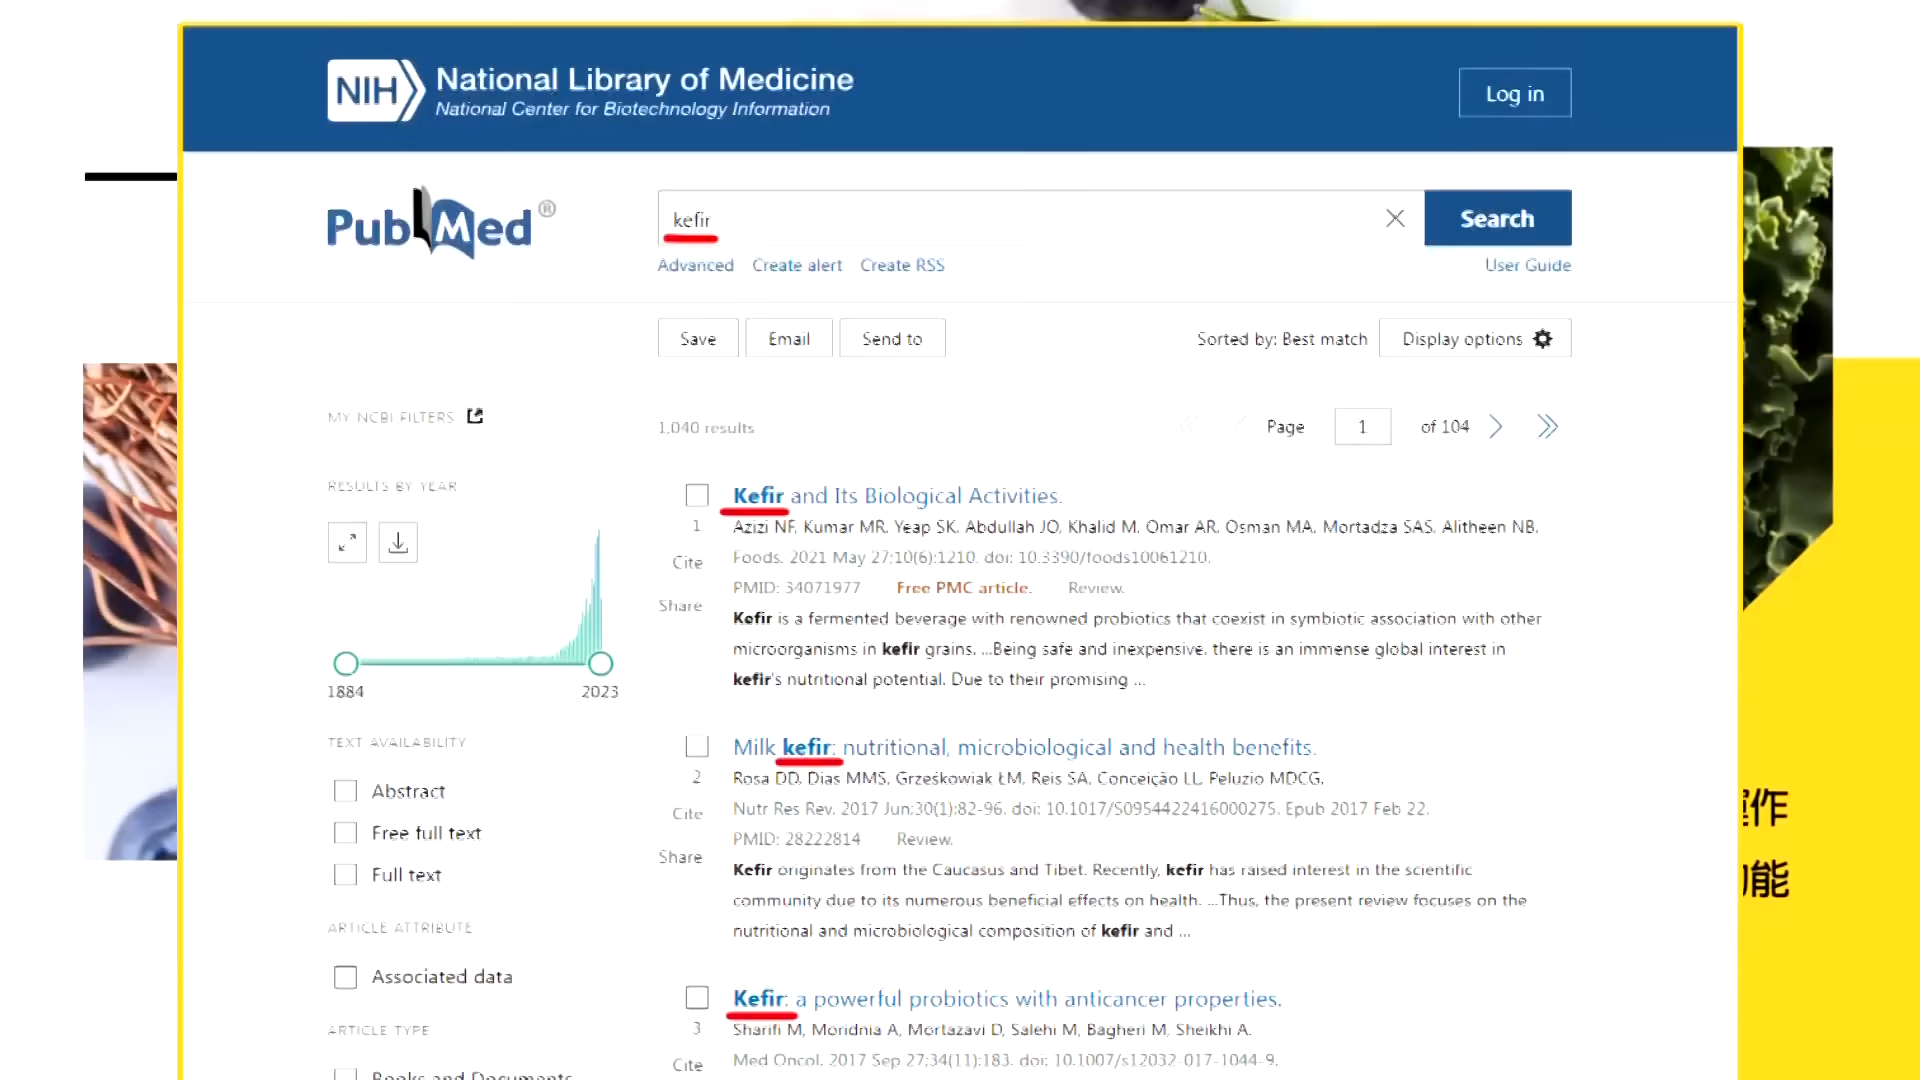 NIH National Library of Medicine
National Center for Biotechnology Information
Log in
PubMed®
kefir
Search
Advanced Create alert Create RSS
User Guide
Save Email Send to
Sorted by: Best match
Display options
MY NCBI FILTERS
1,040 results
Page 1 of 104
RESULTS BY YEAR
1884 2023
TEXT AVAILABILITY
Abstract
Free full text
Full text
ARTICLE ATTRIBUTE
Associated data
ARTICLE TYPE
Books and Documents
Kefir and Its Biological Activities.
1
Cite
Share
Azizi NF, Kumar MR, Yeap SK, Abdullah JO, Khalid M, Omar AR, Osman MA, Mortadza SAS, Alitheen NB.
Foods. 2021 May 27;10(6):1210. doi: 10.3390/foods10061210.
PMID: 34071977 Free PMC article. Review.
Kefir is a fermented beverage with renowned probiotics that coexist in symbiotic association with other
microorganisms in kefir grains. ...Being safe and inexpensive, there is an immense global interest in
kefir's nutritional potential. Due to their promising ...
Milk kefir: nutritional, microbiological and health benefits.
2
Cite
Share
Rosa DD, Dias MMS, Grześkowiak ŁM, Reis SA, Conceição LL, Peluzio MDCG.
Nutr Res Rev. 2017 Jun;30(1):82-96. doi: 10.1017/S0954422416000275. Epub 2017 Feb 22.
PMID: 28222814 Review.
Kefir originates from the Caucasus and Tibet. Recently, kefir has raised interest in the scientific
community due to its numerous beneficial effects on health. ...Thus, the present review focuses on the
nutritional and microbiological composition of kefir and ...
Kefir: a powerful probiotics with anticancer properties.
3
Cite
Sharifi M, Moridnia A, Mortazavi D, Salehi M, Bagheri M, Sheikhi A.
Med Oncol. 2017 Sep 27;34(11):183. doi: 10.1007/s12032-017-1044-9.
作
能